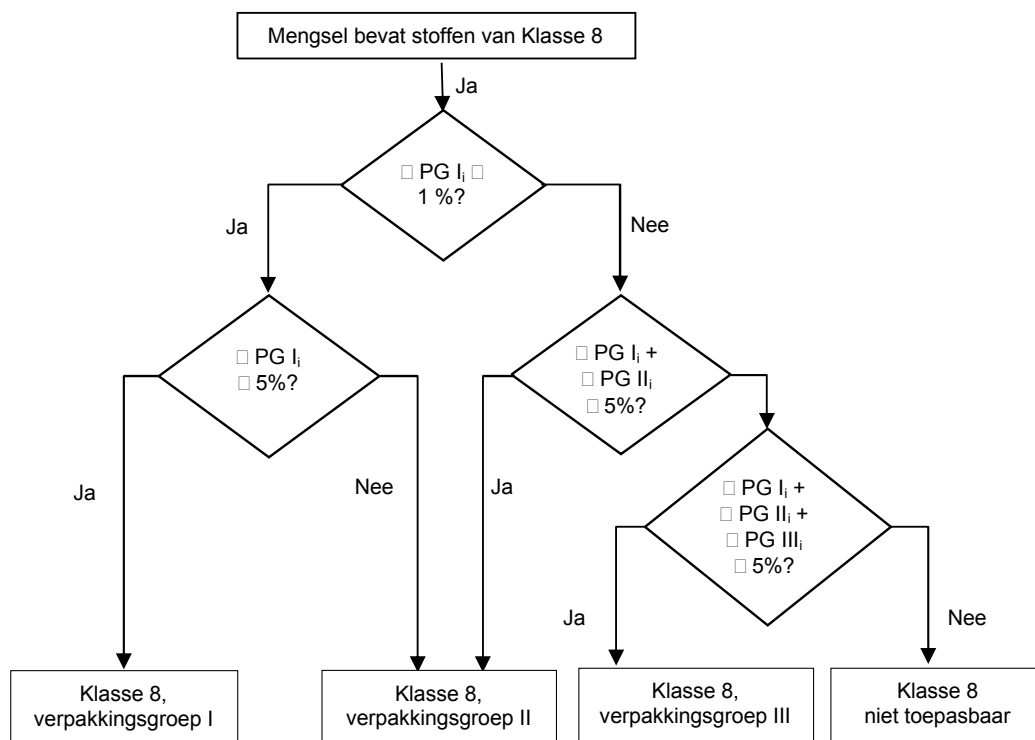 Mengsel bevat stoffen van Klasse 8
Ja
□ PG Iᵢ □
1 %?
Ja
Nee
□ PG Iᵢ
□ 5%?
□ PG Iᵢ +
□ PG IIᵢ
□ 5%?
Ja
Nee
Ja
□ PG Iᵢ +
□ PG IIᵢ +
□ PG IIIᵢ
□ 5%?
Ja
Nee
Klasse 8,
verpakkingsgroep I
Klasse 8,
verpakkingsgroep II
Klasse 8,
verpakkingsgroep III
Klasse 8
niet toepasbaar